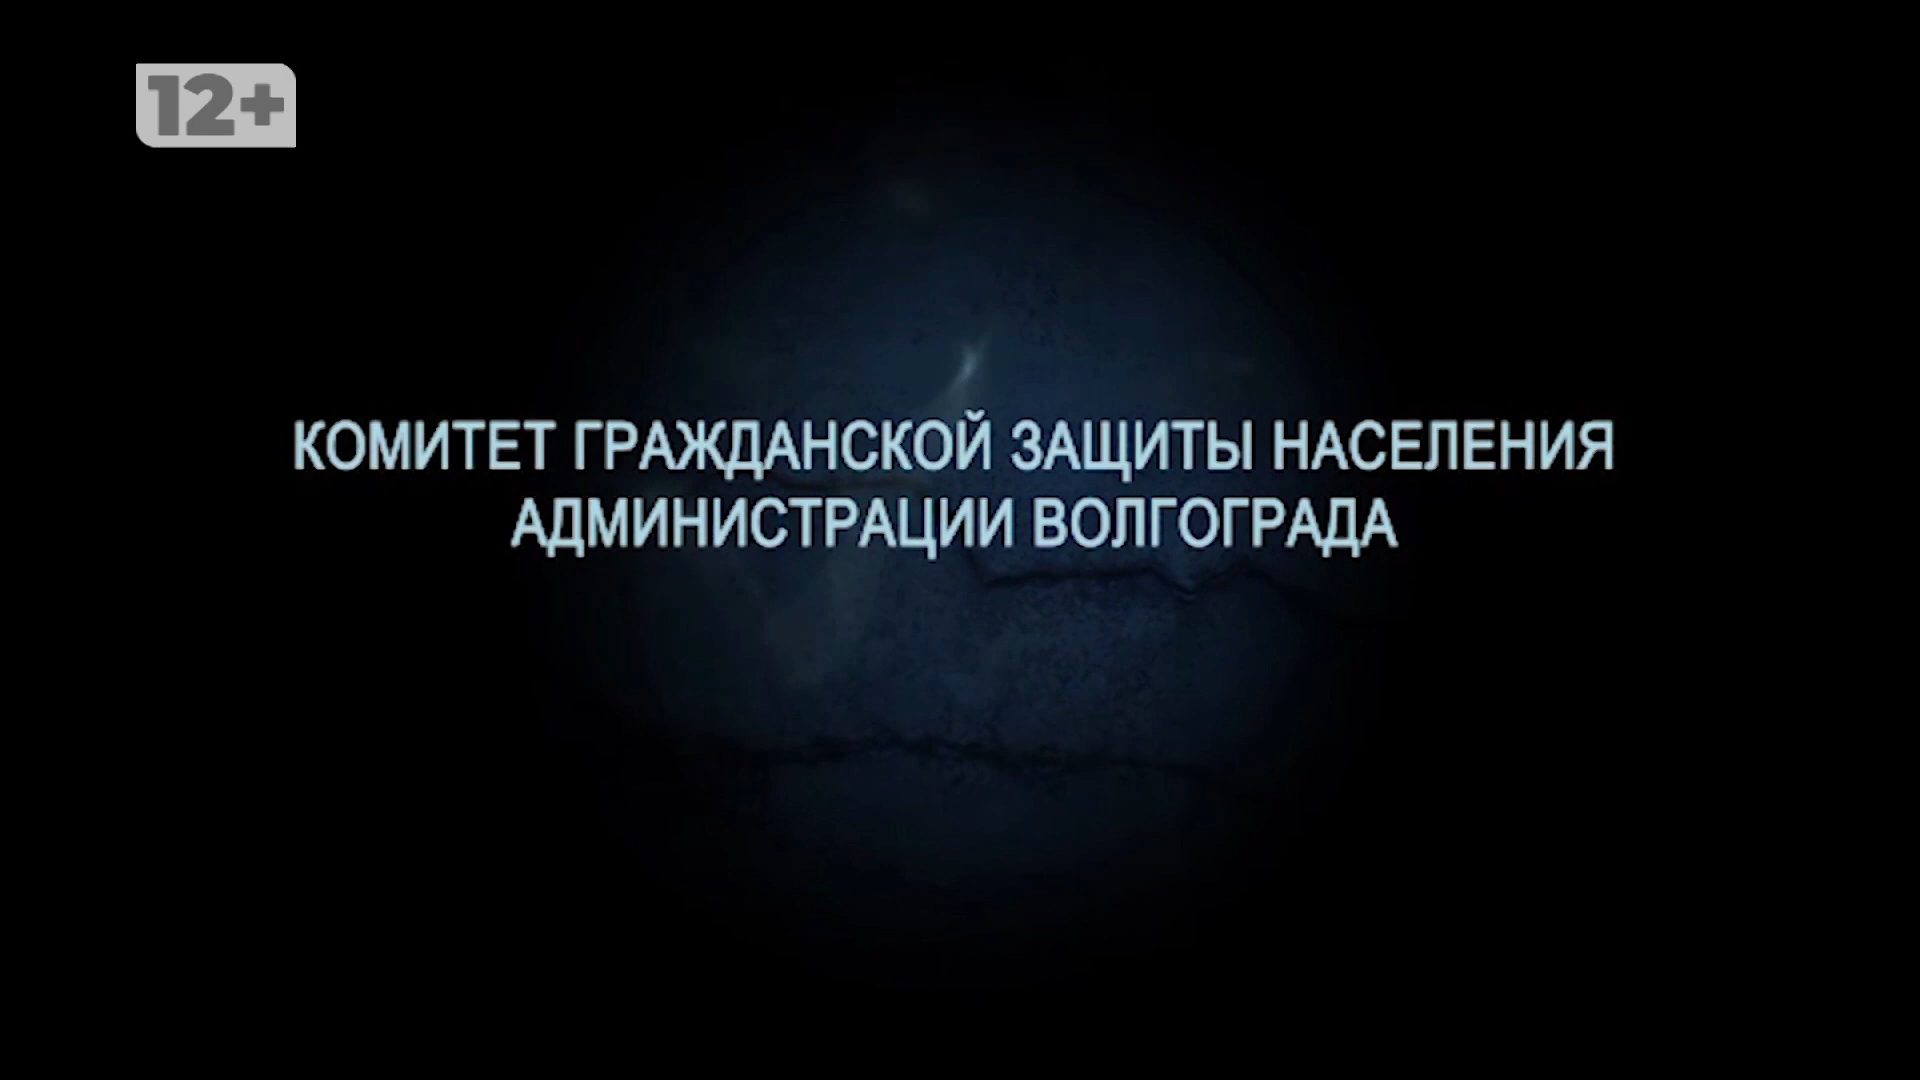 12+
КОМИТЕТ ГРАЖДАНСКОЙ ЗАЩИТЫ НАСЕЛЕНИЯ
АДМИНИСТРАЦИИ ВОЛГОГРАДА